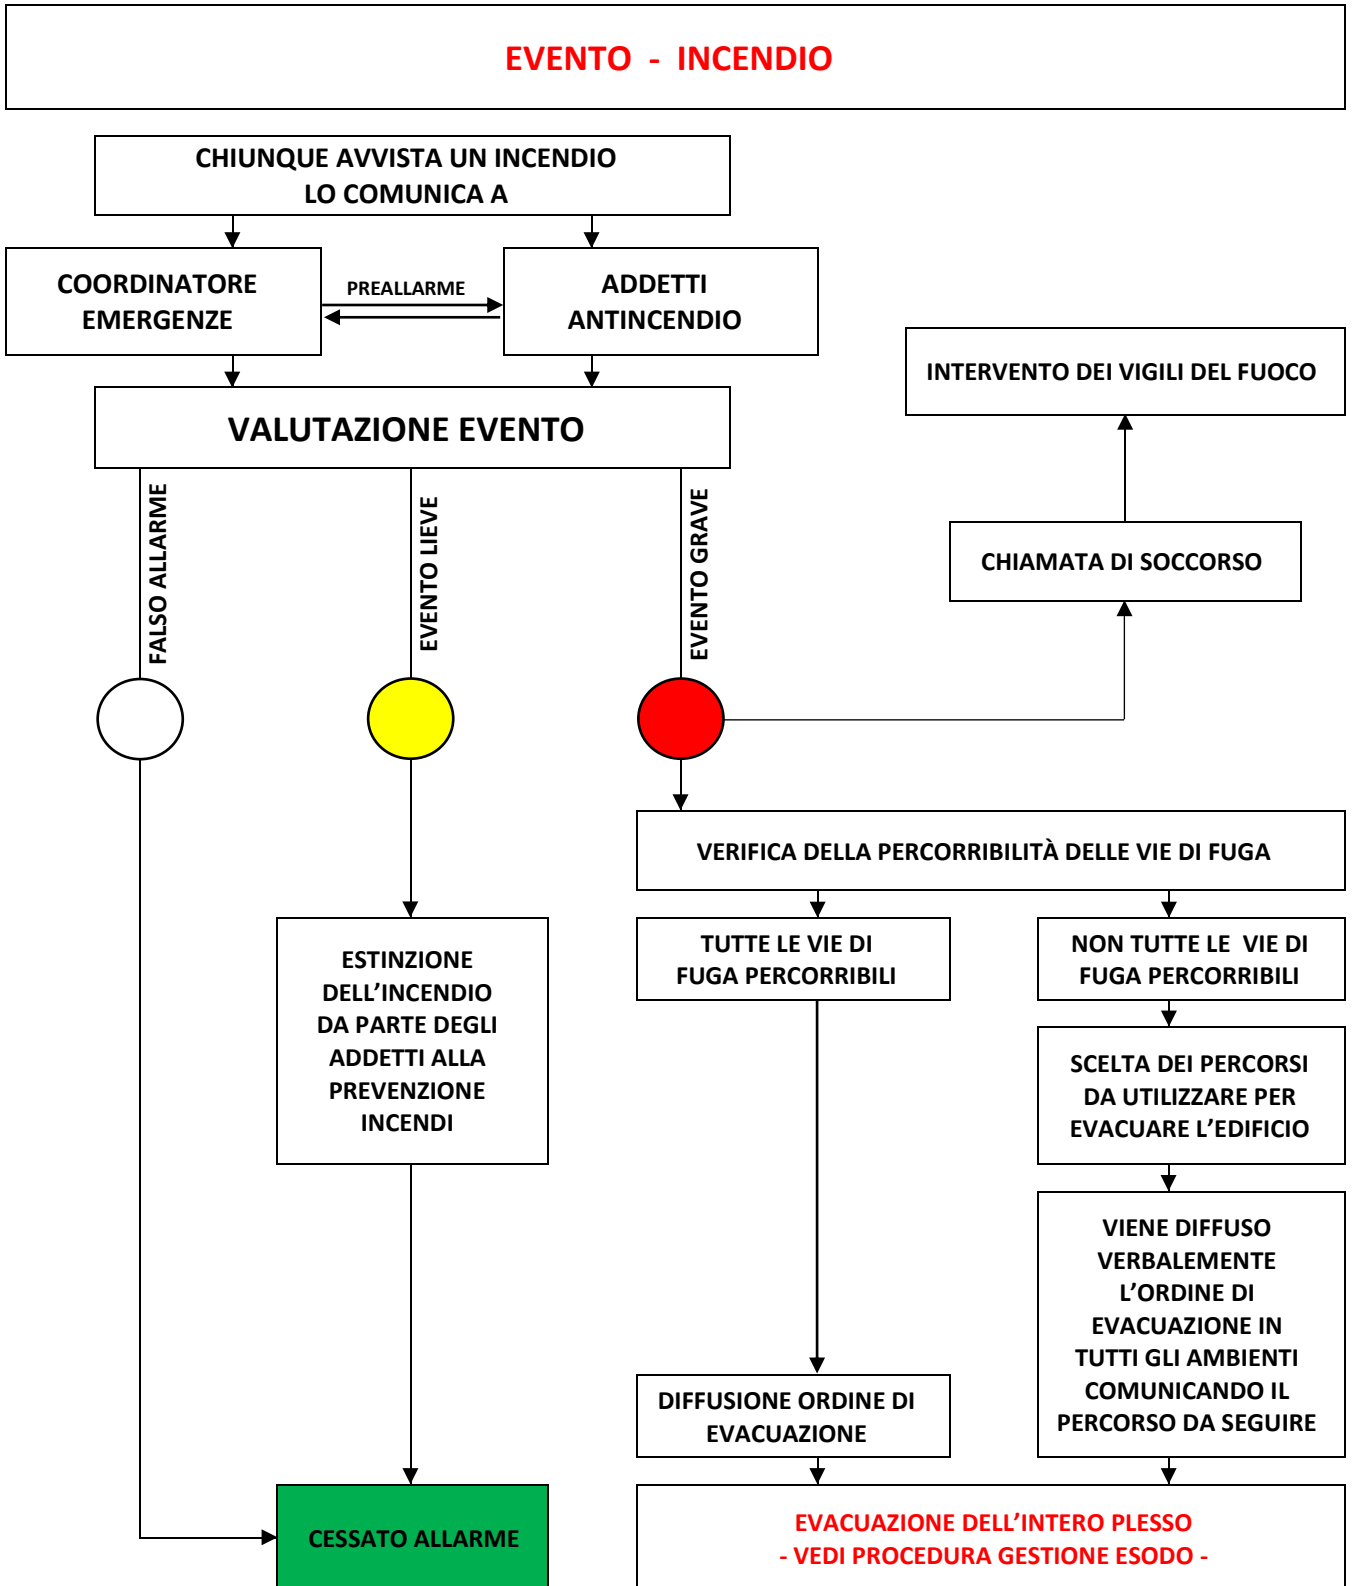 EVENTO - INCENDIO
CHIUNQUE AVVISTA UN INCENDIO
LO COMUNICA A
COORDINATORE
EMERGENZE
PREALLARME
ADDETTI
ANTINCENDIO
INTERVENTO DEI VIGILI DEL FUOCO
VALUTAZIONE EVENTO
FALSO ALLARME
EVENTO LIEVE
EVENTO GRAVE
CHIAMATA DI SOCCORSO
VERIFICA DELLA PERCORRIBILITÀ DELLE VIE DI FUGA
ESTINZIONE
DELL’INCENDIO
DA PARTE DEGLI
ADDETTI ALLA
PREVENZIONE
INCENDI
TUTTE LE VIE DI
FUGA PERCORRIBILI
NON TUTTE LE VIE DI
FUGA PERCORRIBILI
SCELTA DEI PERCORSI
DA UTILIZZARE PER
EVACUARE L’EDIFICIO
VIENE DIFFUSO
VERBALEMENTE
L’ORDINE DI
EVACUAZIONE IN
TUTTI GLI AMBIENTI
COMUNICANDO IL
PERCORSO DA SEGUIRE
DIFFUSIONE ORDINE DI
EVACUAZIONE
CESSATO ALLARME
EVACUAZIONE DELL’INTERO PLESSO
- VEDI PROCEDURA GESTIONE ESODO -